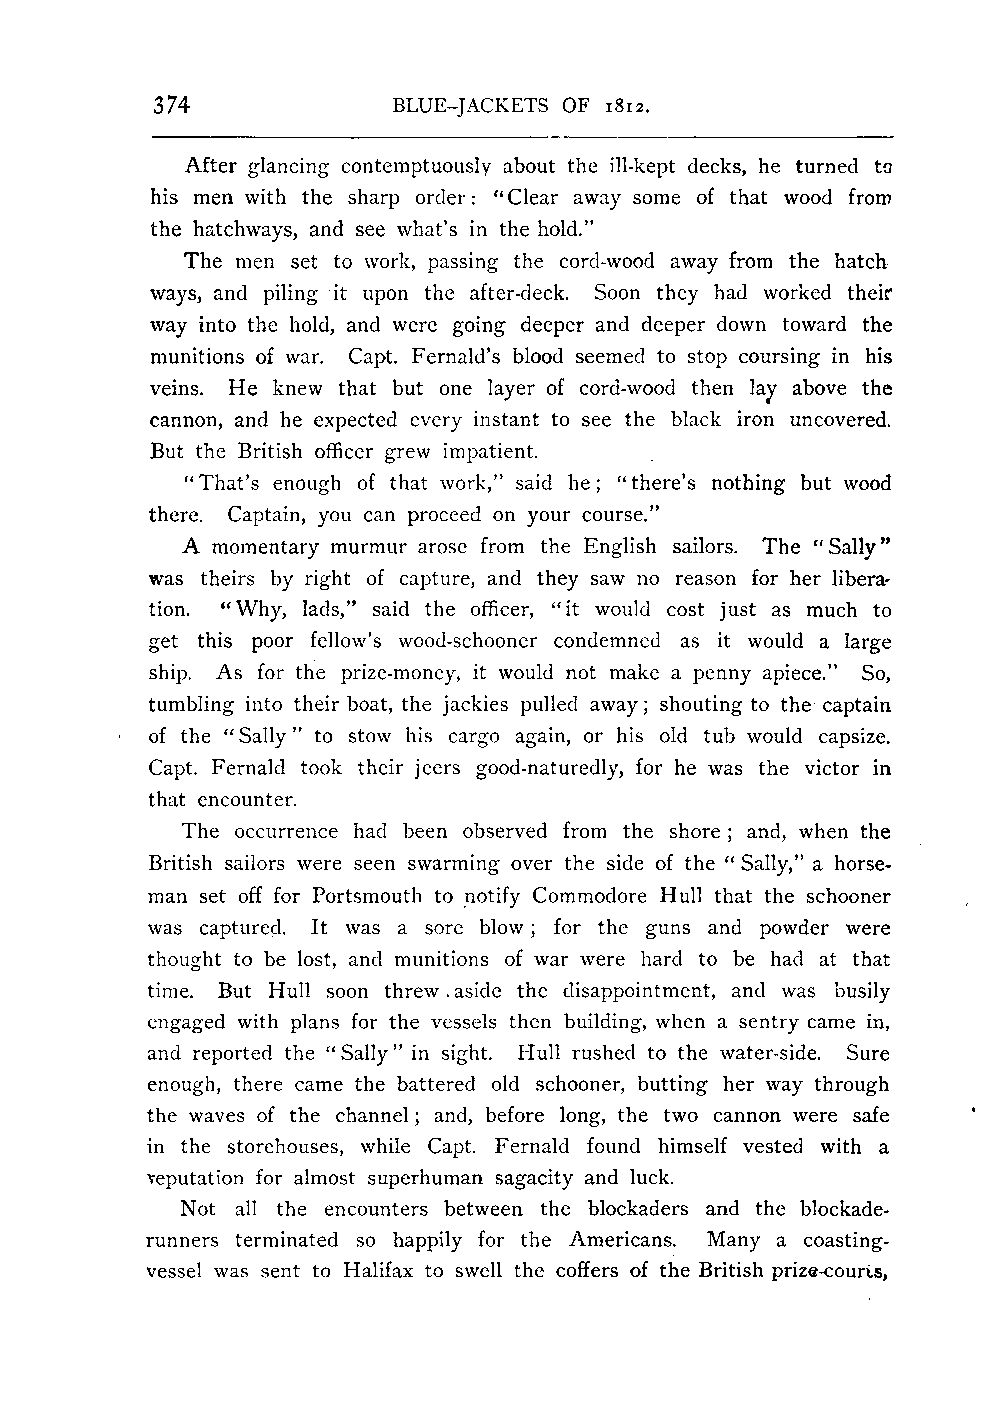 374 BLUE-JACKETS OF 1812.
After glancing contemptuously about the ill-kept decks, he turned to
his men with the sharp order: "Clear away some of that wood from
the hatchways, and see what's in the hold."
The men set to work, passing the cord-wood away from the hatch
ways, and piling it upon the after-deck. Soon they had worked their
way into the hold, and were going deeper and deeper down toward the
munitions of war. Capt. Fernald's blood seemed to stop coursing in his
veins. He knew that but one layer of cord-wood then lay above the
cannon, and he expected every instant to see the black iron uncovered.
But the British officer grew impatient.
"That's enough of that work," said he; "there's nothing but wood
there. Captain, you can proceed on your course."
A momentary murmur arose from the English sailors. The "Sally"
was theirs by right of capture, and they saw no reason for her libera-
tion. "Why, lads," said the officer, "it would cost just as much to
get this poor fellow's wood-schooner condemned as it would a large
ship. As for the prize-money, it would not make a penny apiece." So,
tumbling into their boat, the jackies pulled away; shouting to the captain
of the "Sally" to stow his cargo again, or his old tub would capsize.
Capt. Fernald took their jeers good-naturedly, for he was the victor in
that encounter.
The occurrence had been observed from the shore; and, when the
British sailors were seen swarming over the side of the "Sally," a horse-
man set off for Portsmouth to notify Commodore Hull that the schooner
was captured. It was a sore blow; for the guns and powder were
thought to be lost, and munitions of war were hard to be had at that
time. But Hull soon threw aside the disappointment, and was busily
engaged with plans for the vessels then building, when a sentry came in,
and reported the "Sally" in sight. Hull rushed to the water-side. Sure
enough, there came the battered old schooner, butting her way through
the waves of the channel; and, before long, the two cannon were safe
in the storehouses, while Capt. Fernald found himself vested with a
reputation for almost superhuman sagacity and luck.
Not all the encounters between the blockaders and the blockade-
runners terminated so happily for the Americans. Many a coasting-
vessel was sent to Halifax to swell the coffers of the British prize-courts,